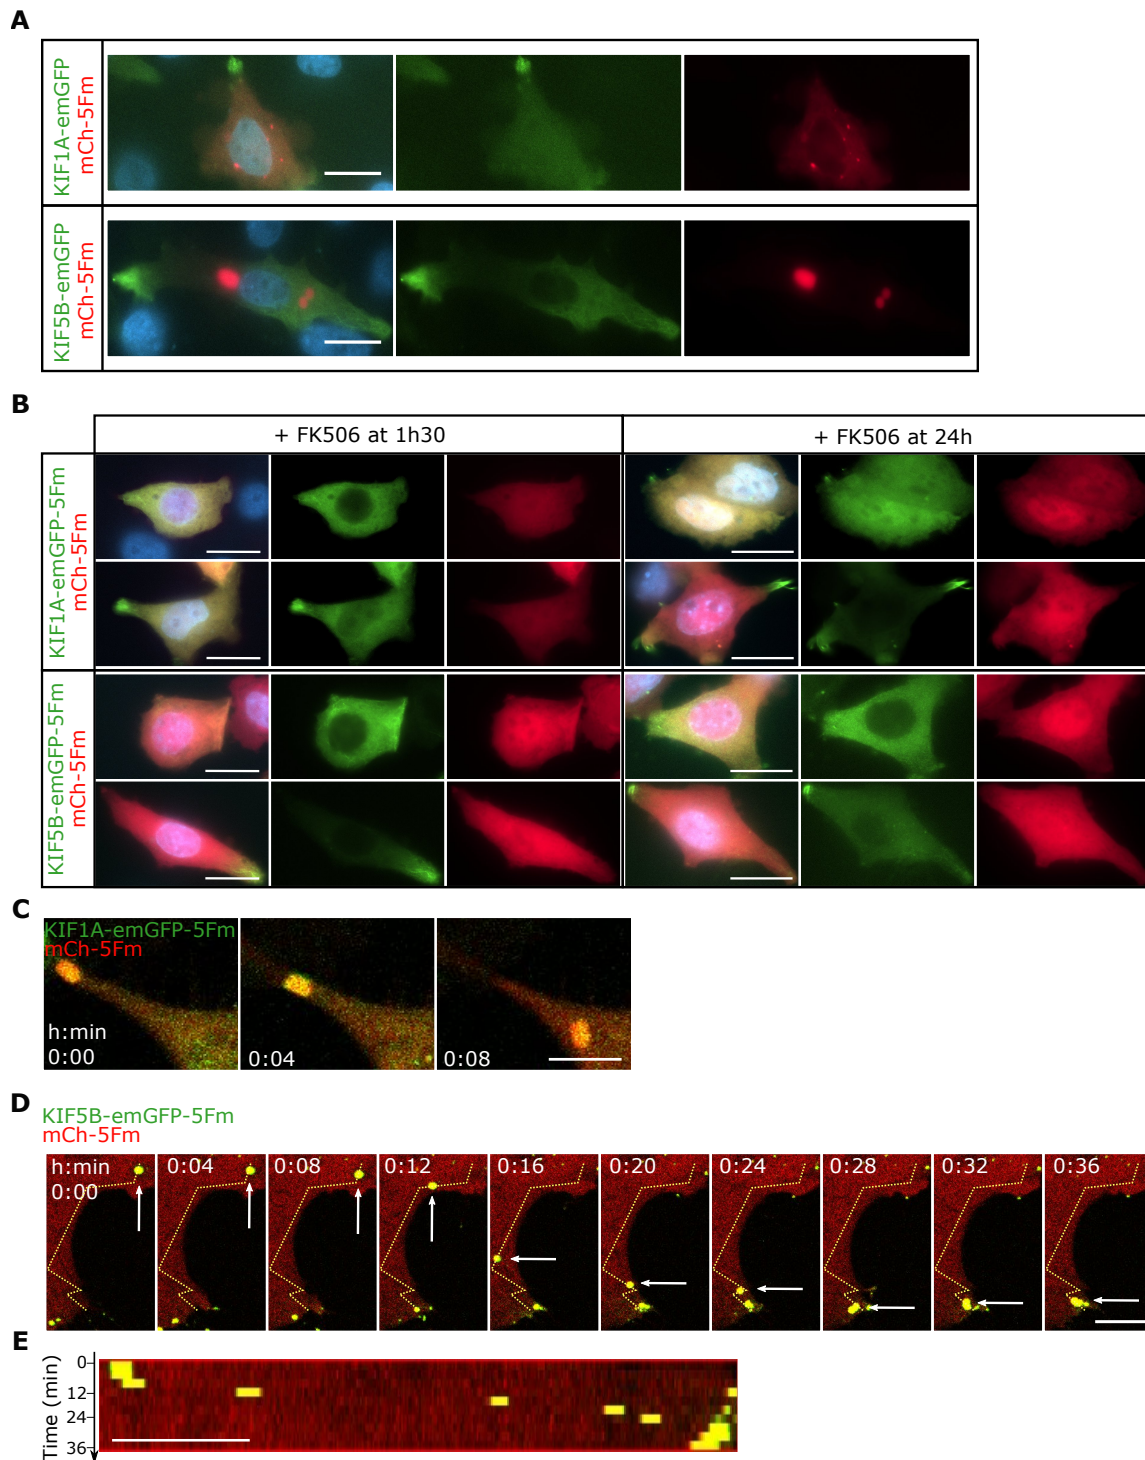 A
KIF1A-emGFP
mCh-5Fm
KIF5B-emGFP
mCh-5Fm
B
+ FK506 at 1h30
+ FK506 at 24h
KIF1A-emGFP-5Fm
mCh-5Fm
KIF5B-emGFP-5Fm
mCh-5Fm
C
KIF1A-emGFP-5Fm
mCh-5Fm
h:min
0:00
0:04
0:08
D
KIF5B-emGFP-5Fm
mCh-5Fm
h:min
0:00
0:04
0:08
0:12
0:16
0:20
0:24
0:28
0:32
0:36
E
Time (min)
0
12
24
36